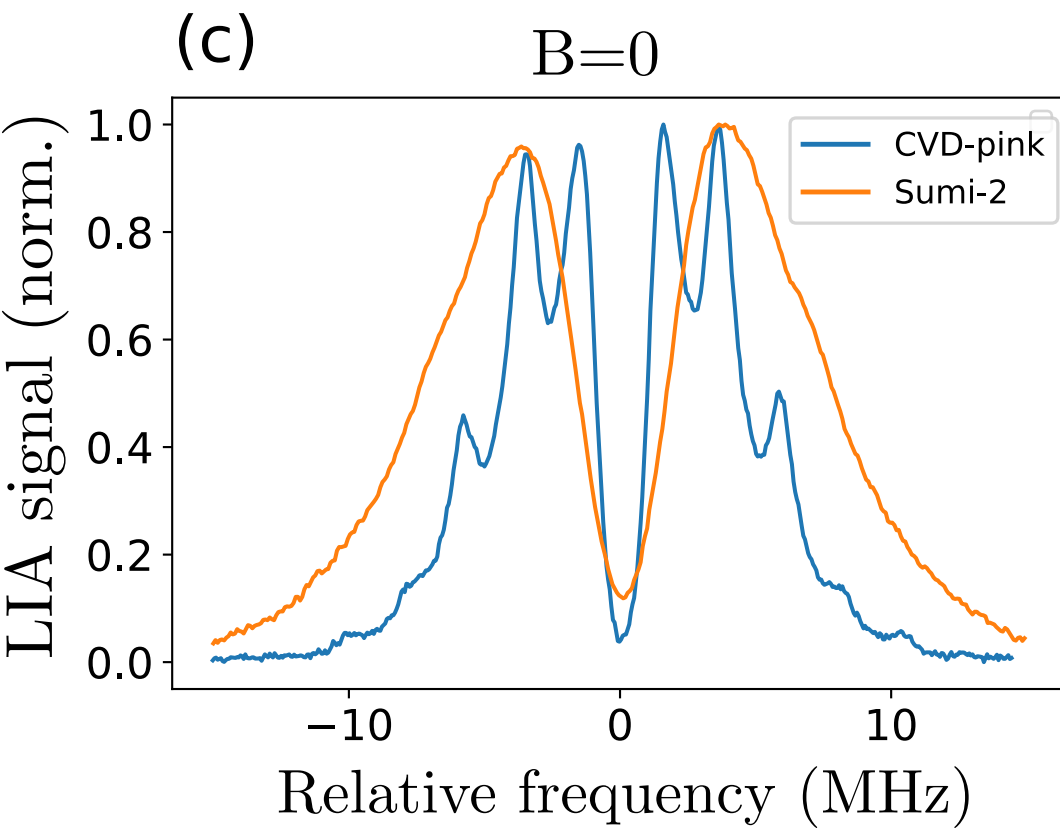 (c)
B=0
LIA signal (norm.)
1.0
0.8
0.6
0.4
0.2
0.0
CVD-pink
Sumi-2
−10
0
10
Relative frequency (MHz)